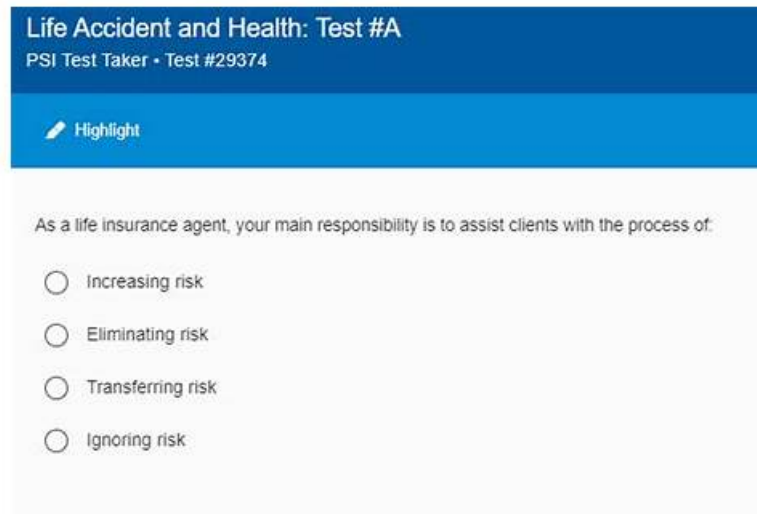 Life Accident and Health: Test #A
PSI Test Taker • Test #29374
Highlight
As a life insurance agent, your main responsibility is to assist clients with the process of:
Increasing risk
Eliminating risk
Transferring risk
Ignoring risk